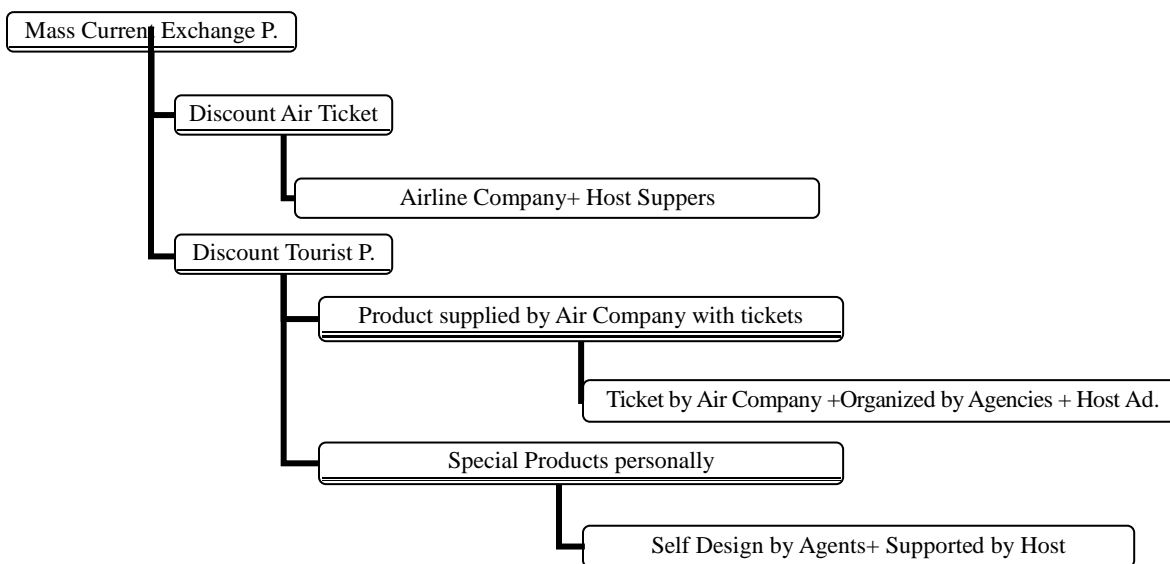 Mass Current Exchange P.
Discount Air Ticket
Airline Company+ Host Suppers
Discount Tourist P.
Product supplied by Air Company with tickets
Ticket by Air Company +Organized by Agencies + Host Ad.
Special Products personally
Self Design by Agents+ Supported by Host